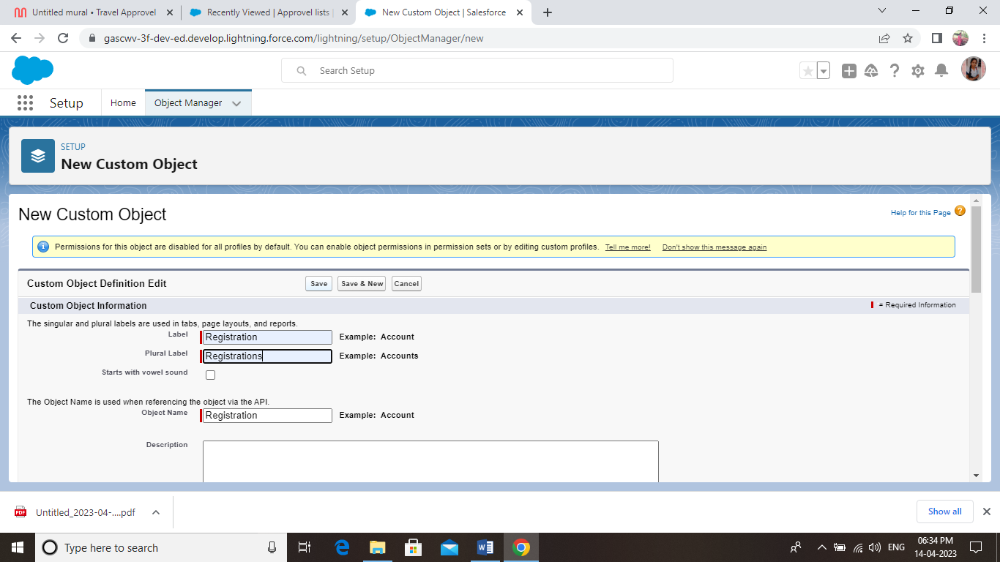 Untitled mural • Travel Approvel
Recently Viewed | Approvel lists |
New Custom Object | Salesforce
gascwv-3f-dev-ed.develop.lightning.force.com/lightning/setup/ObjectManager/new
Search Setup
Setup
Home
Object Manager
SETUP
New Custom Object
New Custom Object
Help for this Page ?
i Permissions for this object are disabled for all profiles by default. You can enable object permissions in permission sets or by editing custom profiles. Tell me more! Don't show this message again
Custom Object Definition Edit Save Save & New Cancel
Custom Object Information = Required Information
The singular and plural labels are used in tabs, page layouts, and reports.
Label Registration Example: Account
Plural Label Registrations Example: Accounts
Starts with vowel sound
The Object Name is used when referencing the object via the API.
Object Name Registration Example: Account
Description
PDF Untitled_2023-04-....pdf Show all
Type here to search
ENG
06:34 PM
14-04-2023